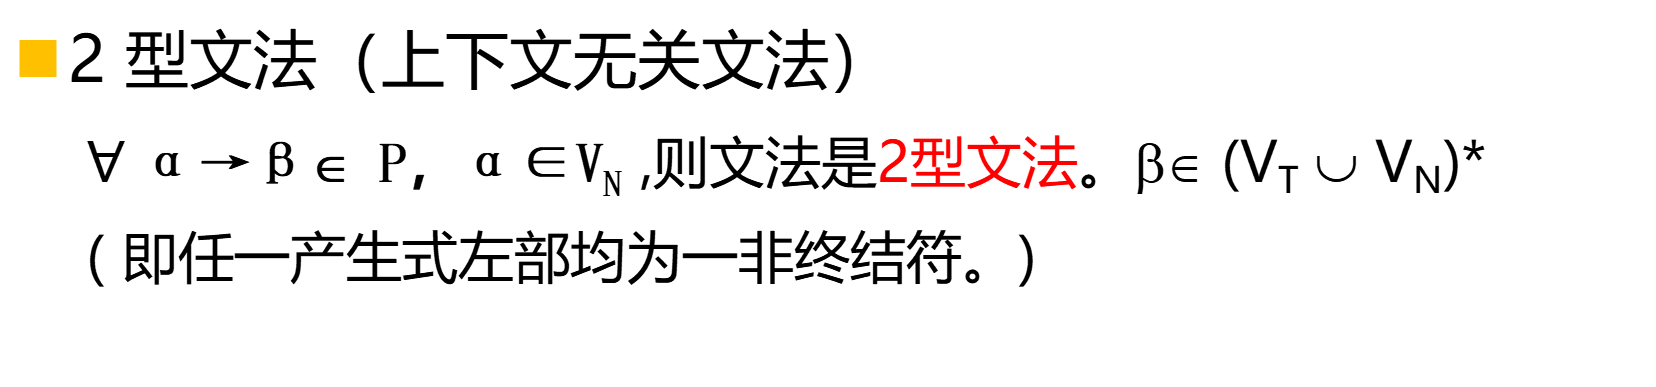 2 型文法（上下文无关文法）
∀ α→β ∈ P， α ∈V_N ,则文法是2型文法。β∈ (V_T ∪ V_N)*
( 即任一产生式左部均为一非终结符。)